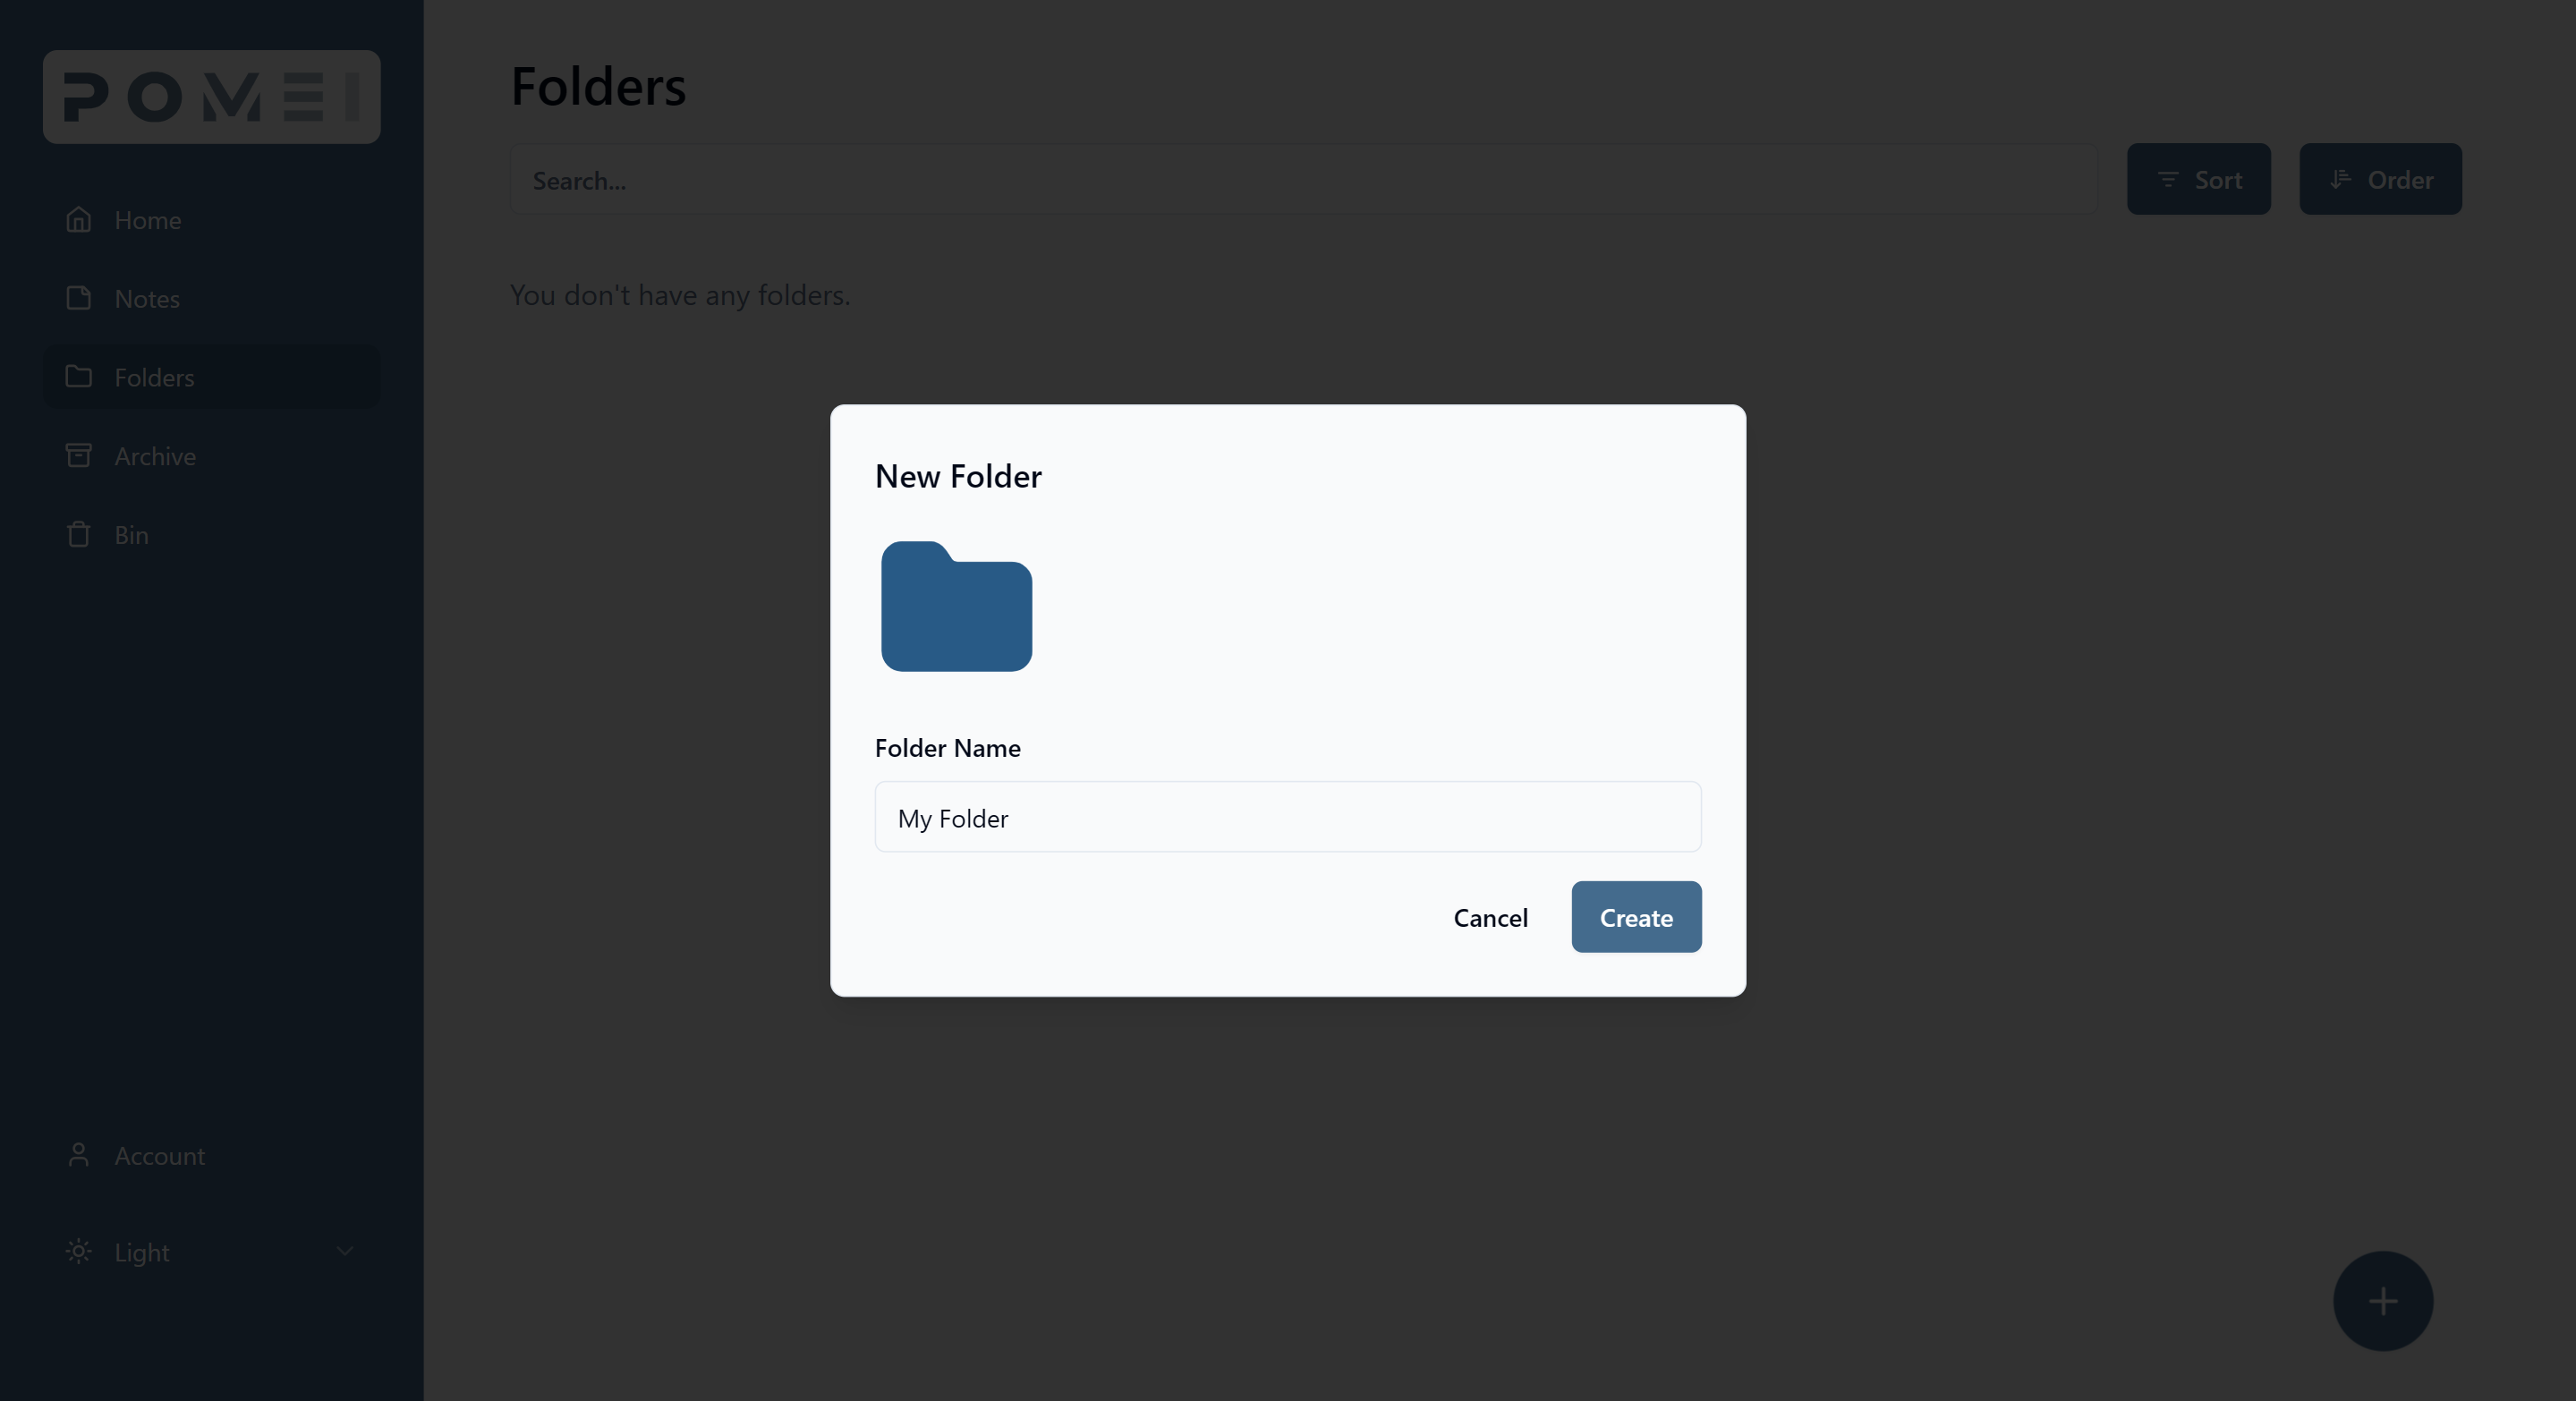 POMEI
Home
Notes
Folders
Archive
Bin
Account
Light
Folders
Search...
Sort
Order
You don't have any folders.
New Folder
Folder Name
My Folder
Cancel
Create